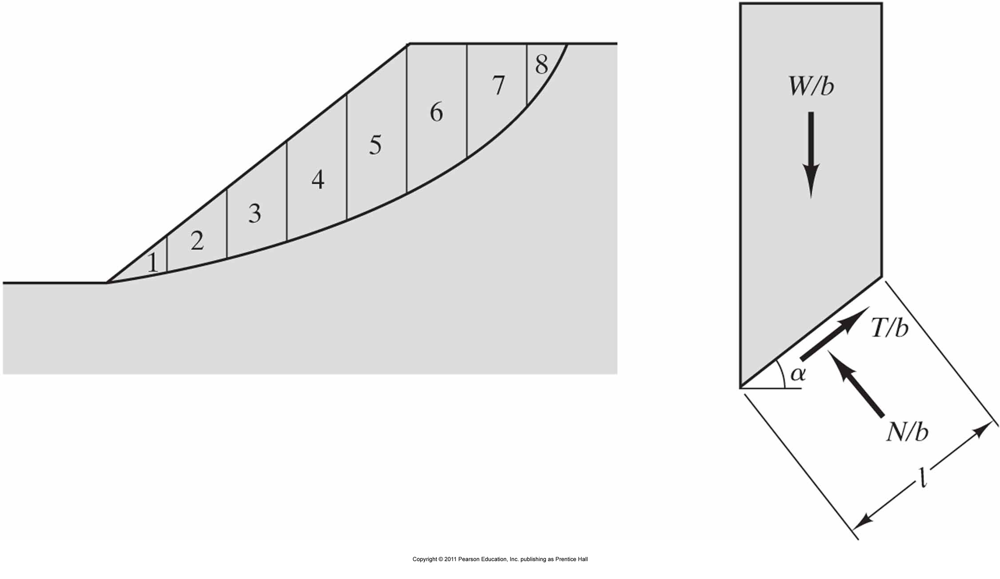 1
2
3
4
5
6
7
8
W/b
T/b
α
N/b
l
Copyright © 2011 Pearson Education, Inc. publishing as Prentice Hall